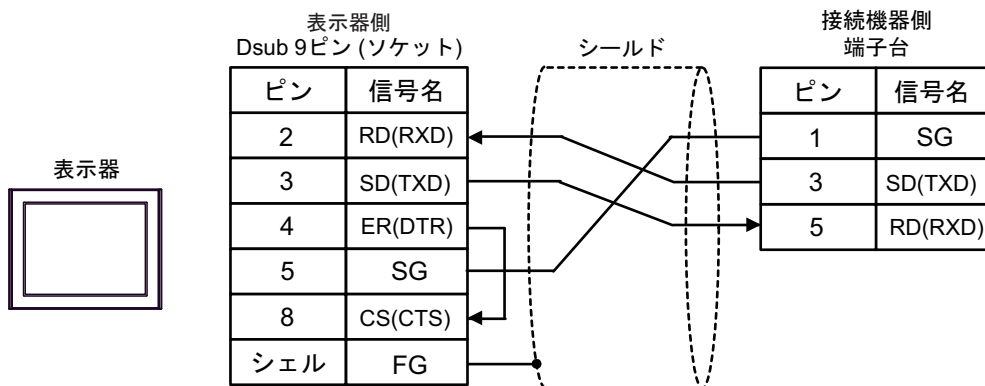 表示器
表示器側
Dsub 9ピン (ソケット)
ピン 信号名
2 RD(RXD)
3 SD(TXD)
4 ER(DTR)
5 SG
8 CS(CTS)
シェル FG
シールド
接続機器側
端子台
ピン 信号名
1 SG
3 SD(TXD)
5 RD(RXD)